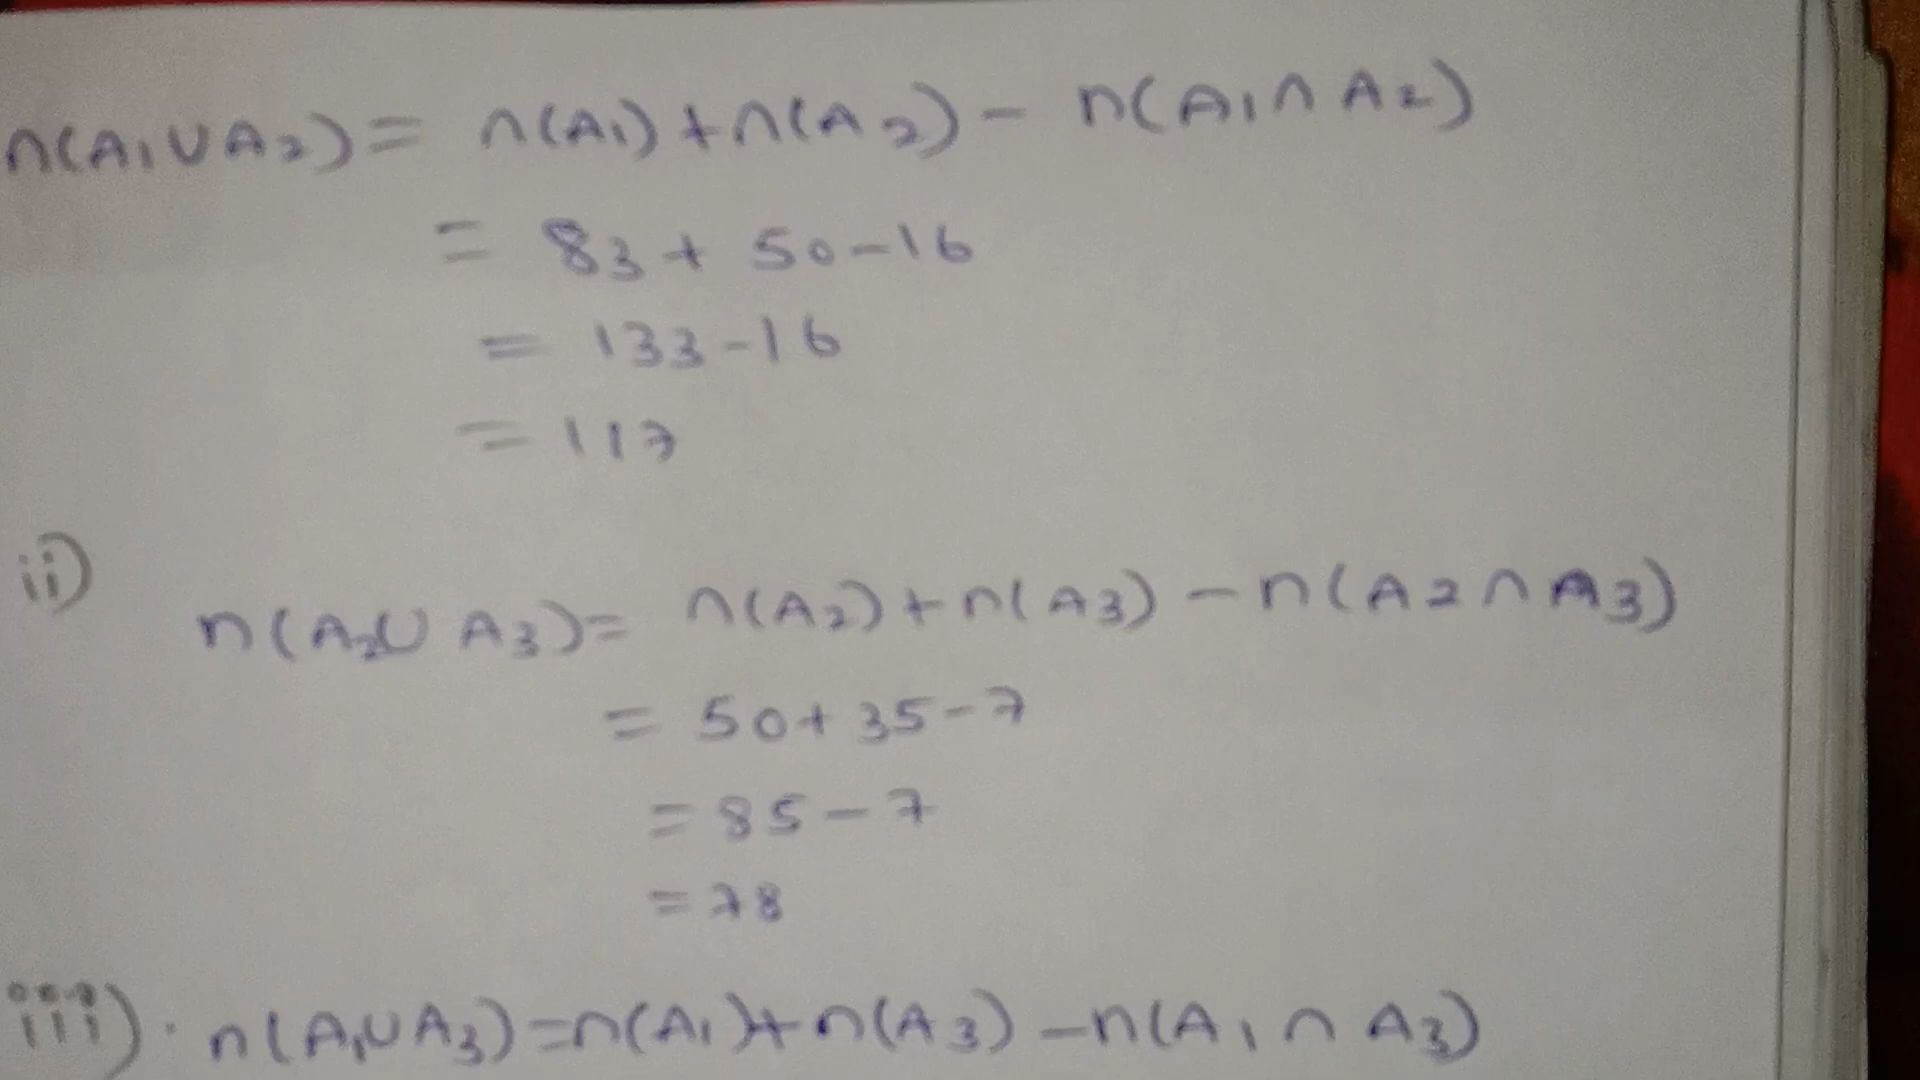 n(A₁∪A₂) = n(A₁)+n(A₂) - n(A₁∩A₂)
= 83 + 50-16
= 133-16
= 117
ii)
n(A₂∪A₃) = n(A₂)+n(A₃) - n(A₂∩A₃)
= 50+35-7
= 85-7
= 78
iii). n(A₁∪A₃)=n(A₁)+n(A₃) -n(A₁∩A₃)